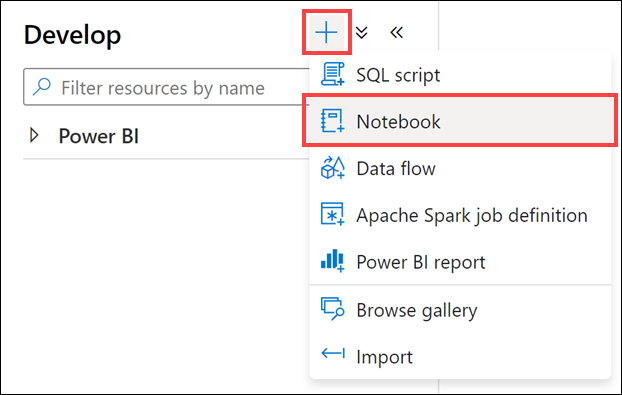 Develop
Filter resources by name
Power BI
SQL script
Notebook
Data flow
Apache Spark job definition
Power BI report
Browse gallery
Import